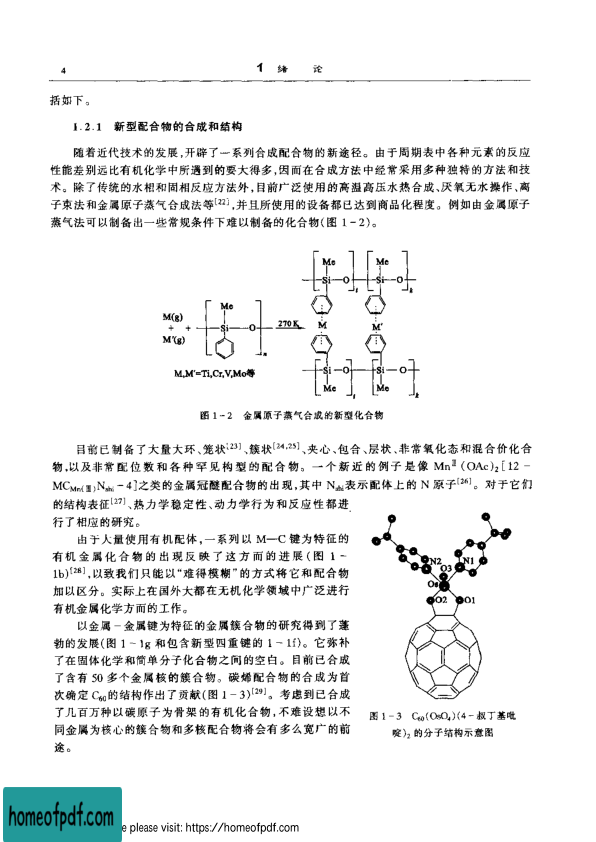 4
1 绪 论
括如下。
1.2.1 新型配合物的合成和结构
随着近代技术的发展,开辟了一系列合成配合物的新途径。由于周期表中各种元素的反应
性能差别远比有机化学中所遇到的要大得多,因而在合成方法中经常采用多种独特的方法和技
术。除了传统的水相和固相反应方法外,目前广泛使用的高温高压水热合成、厌氧无水操作、离
子束法和金属原子蒸气合成法等[22],并且所使用的设备都已达到商品化程度。例如由金属原子
蒸气法可以制备出一些常规条件下难以制备的化合物(图 1-2)。
Me Me
Si—O Si—O
l k
M(g)
+ +
M′(g)
Me
Si—O
n
270 K
M M′
M,M′=Ti,Cr,V,Mo等
Si—O Si—O
Me l Me k
图 1-2 金属原子蒸气合成的新型化合物
目前已制备了大量大环、笼状[23]、簇状[24,25]、夹心、包合、层状、非常氧化态和混合价化合
物,以及非常配位数和各种罕见构型的配合物。一个新近的例子是像 MnⅡ(OAc)2[12-
MCMn(Ⅲ)Nshi-4]之类的金属冠醚配合物的出现,其中 Nshi表示配体上的 N 原子[26]。对于它们
的结构表征[27]、热力学稳定性、动力学行为和反应性都进
行了相应的研究。
由于大量使用有机配体,一系列以 M—C 键为特征的
有机金属化合物的出现反映了这方面的进展(图 1-
1b)[28],以致我们只能以“难得模糊”的方式将它和配合物
加以区分。实际上在国外大都在无机化学领域中广泛进行
有机金属化学方面的工作。
以金属-金属键为特征的金属簇合物的研究得到了蓬
勃的发展(图 1-1g 和包含新型四重键的 1-1f)。它弥补
了在固体化学和简单分子化合物之间的空白。目前已合成
了含有 50 多个金属核的簇合物。碳烯配合物的合成为首
次确定 C60的结构作出了贡献(图 1-3)[29]。考虑到已合成
了几百万种以碳原子为骨架的有机化合物,不难设想以不
同金属为核心的簇合物和多核配合物将会有多么宽广的前
途。
N2 N1
O3
Os
O2 O1
图 1-3 C60(OsO4)(4-叔丁基吡
啶)2 的分子结构示意图
homeofpdf.com
e please visit: https://homeofpdf.com